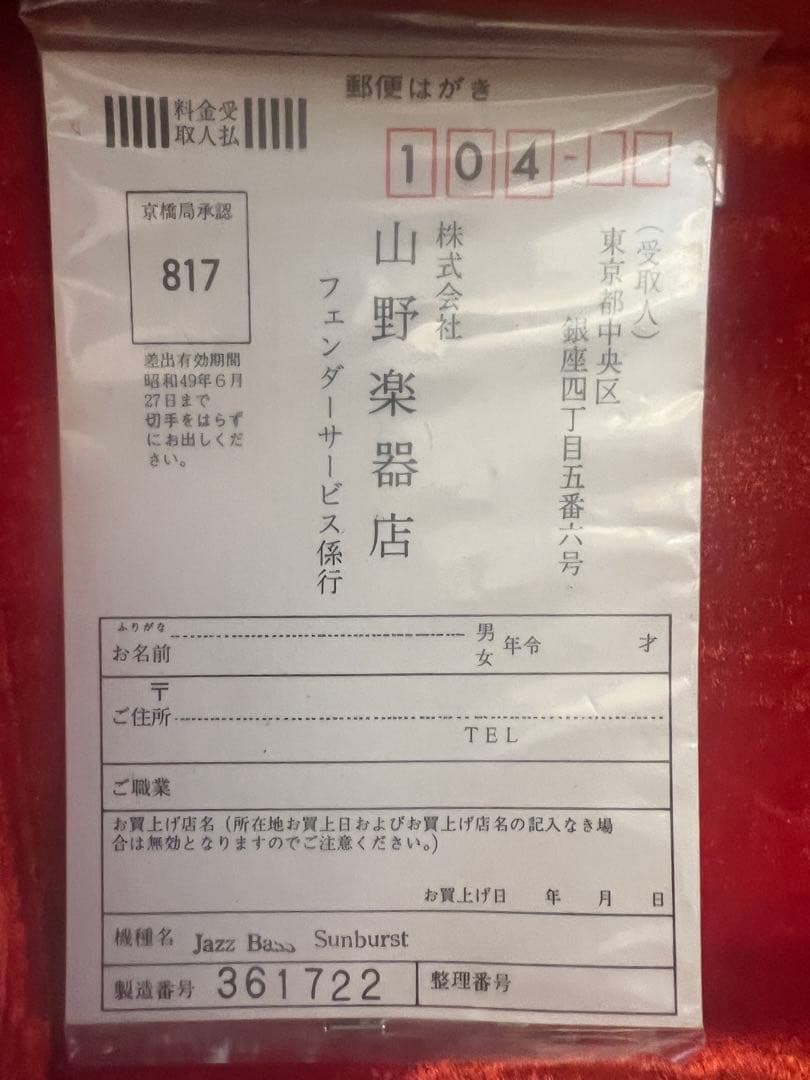 郵便はがき
料金受
取人払
104-
京橋局承認
817
差出有効期間
昭和49年6月
27日まで
切手をはらず
にお出しくだ
さい。
(受取人)
東京都中央区
銀座四丁目五番六号
株式会社
山野楽器店
フェンダーサービス係行
ふりがな
お名前
男
女
年令
才
〒
ご住所
TEL
ご職業
お買上げ店名(所在地お買上日およびお買上げ店名の記入なき場
合は無効となりますのでご注意ください。)
お買上げ日 年 月 日
機種名 Jazz Bass Sunburst
製造番号 361722
整理番号